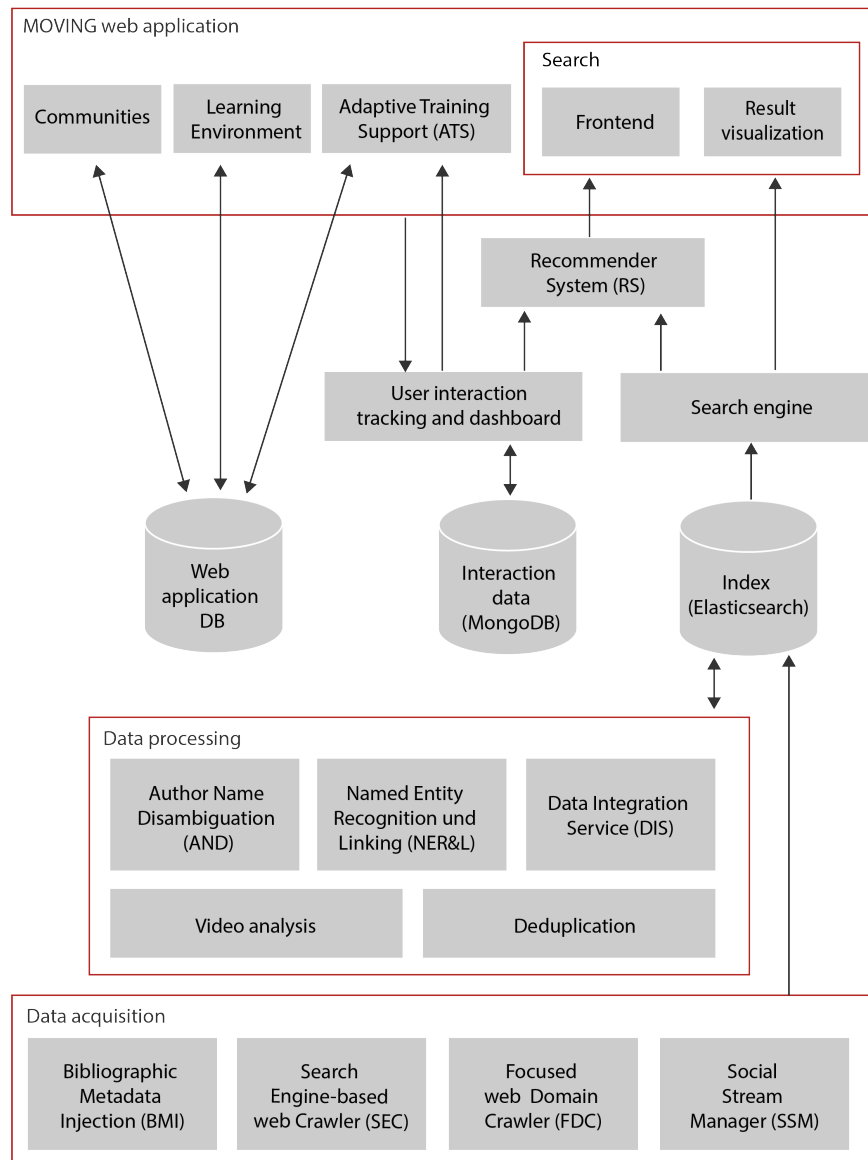 MOVING web application
Search
Communities
Learning
Environment
Adaptive Training
Support (ATS)
Frontend
Result
visualization
Recommender
System (RS)
User interaction
tracking and dashboard
Search engine
Web
application
DB
Interaction
data
(MongoDB)
Index
(Elasticsearch)
Data processing
Author Name
Disambiguation
(AND)
Named Entity
Recognition und
Linking (NER&L)
Data Integration
Service (DIS)
Video analysis
Deduplication
Data acquisition
Bibliographic
Metadata
Injection (BMI)
Search
Engine-based
web Crawler (SEC)
Focused
web Domain
Crawler (FDC)
Social
Stream
Manager (SSM)